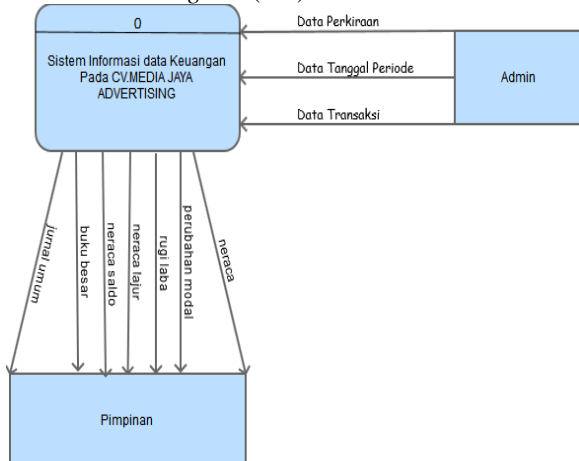 0
Data Perkiraan
Sistem Informasi data Keuangan
Pada CV.MEDIA JAYA
ADVERTISING
Data Tanggal Periode
Admin
Data Transaksi
jurnal umum
buku besar
neraca saldo
neraca lajur
rugi laba
perubahan modal
neraca
Pimpinan